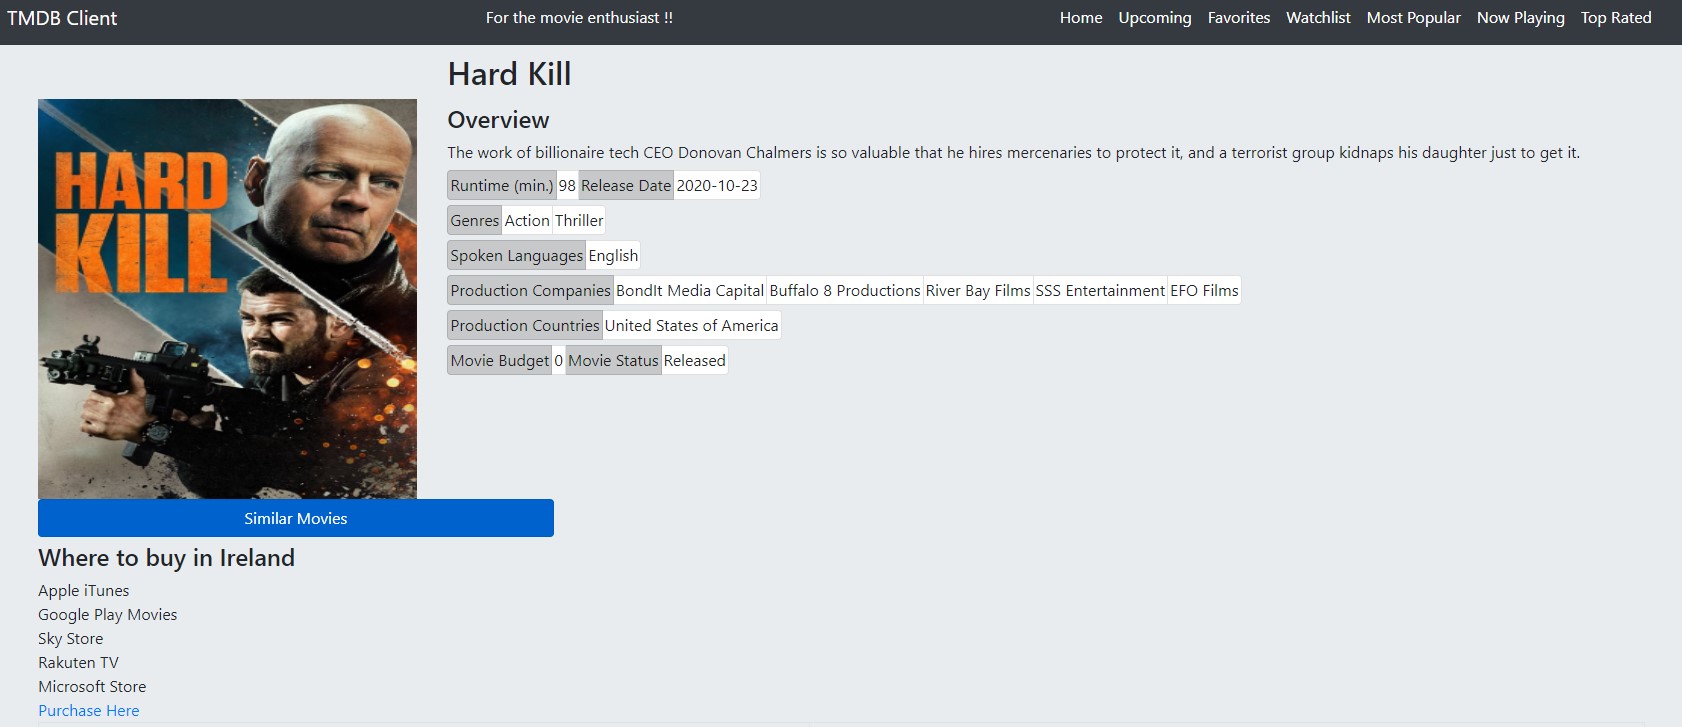 TMDB Client For the movie enthusiast !! Home Upcoming Favorites Watchlist Most Popular Now Playing Top Rated
Hard Kill
HARD
KILL
Overview
The work of billionaire tech CEO Donovan Chalmers is so valuable that he hires mercenaries to protect it, and a terrorist group kidnaps his daughter just to get it.
Runtime (min.) 98 Release Date 2020-10-23
Genres Action Thriller
Spoken Languages English
Production Companies BondIt Media Capital Buffalo 8 Productions River Bay Films SSS Entertainment EFO Films
Production Countries United States of America
Movie Budget 0 Movie Status Released
Similar Movies
Where to buy in Ireland
Apple iTunes
Google Play Movies
Sky Store
Rakuten TV
Microsoft Store
Purchase Here